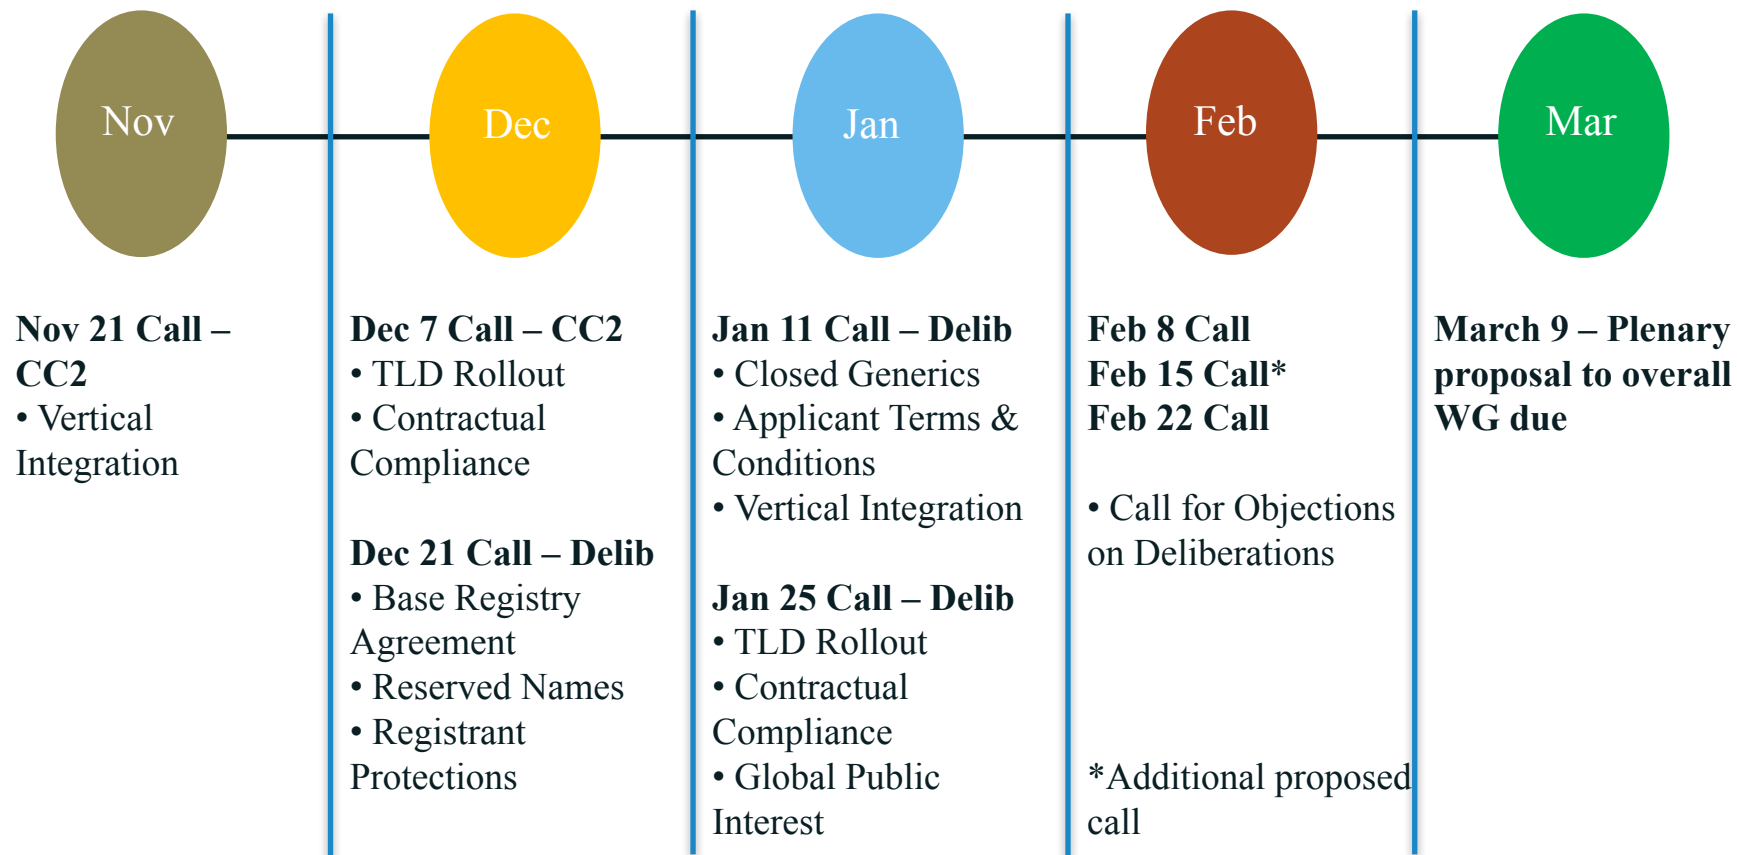 Nov
Dec
Jan
Feb
Mar
Nov 21 Call –
CC2
• Vertical
Integration
Dec 7 Call – CC2
• TLD Rollout
• Contractual
Compliance
Dec 21 Call – Delib
• Base Registry
Agreement
• Reserved Names
• Registrant
Protections
Jan 11 Call – Delib
• Closed Generics
• Applicant Terms &
Conditions
• Vertical Integration
Jan 25 Call – Delib
• TLD Rollout
• Contractual
Compliance
• Global Public
Interest
Feb 8 Call
Feb 15 Call*
Feb 22 Call
• Call for Objections
on Deliberations
*Additional proposed
call
March 9 – Plenary
proposal to overall
WG due